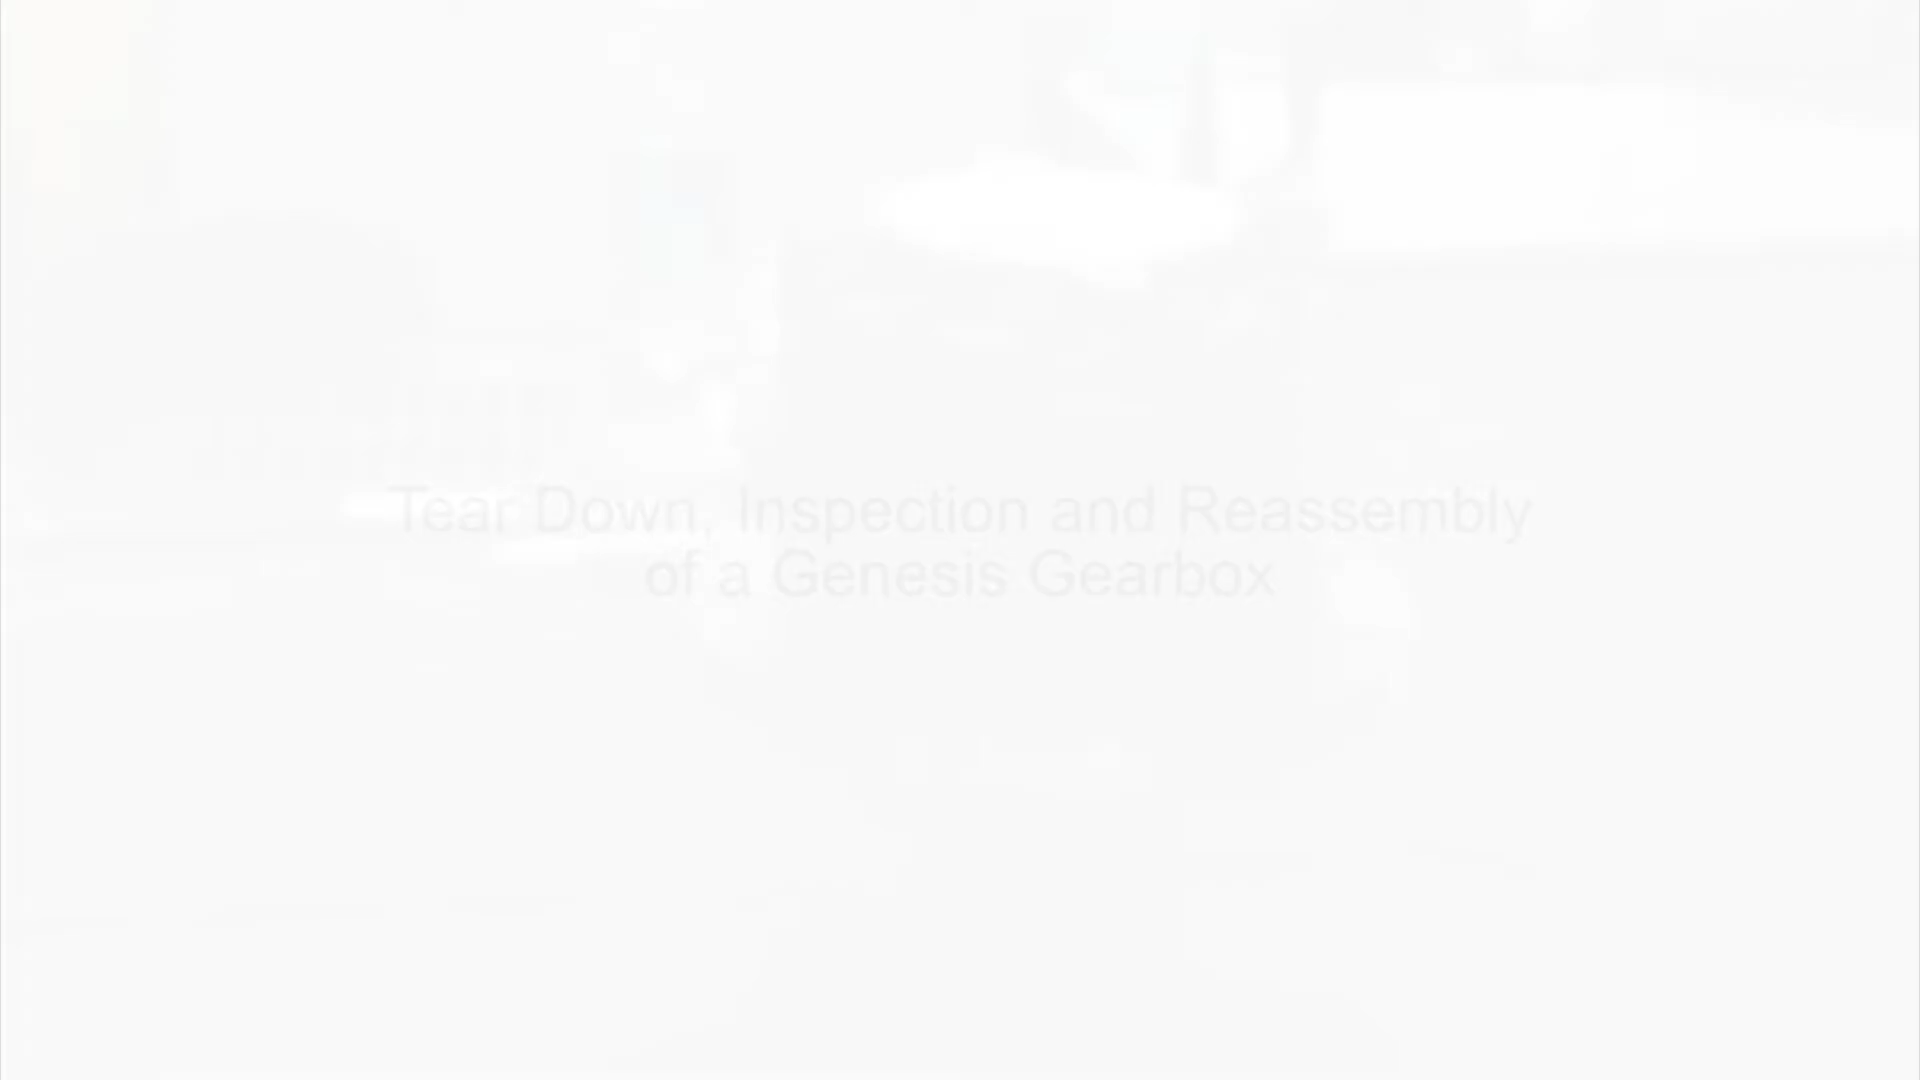 Tear Down, Inspection and Reassembly
of a Genesis Gearbox